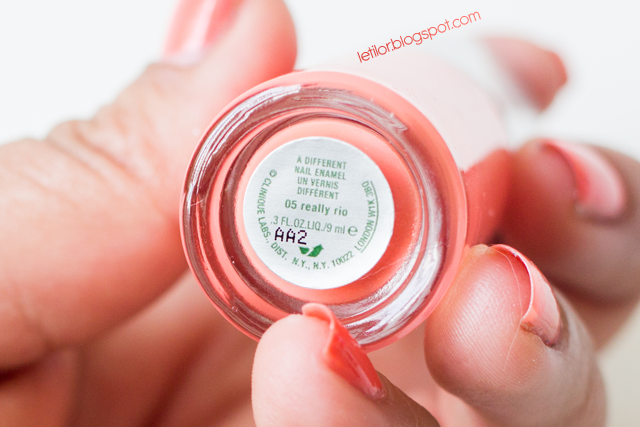 letilor.blogspot.com
A DIFFERENT
NAIL ENAMEL
UN VERNIS
DIFFÉRENT
05 really rio
.3 FL.OZ.LIQ./9 ml e
AA2
© CLINIQUE LABS., DIST. N.Y., N.Y. 10022 LONDON W1K 3BQ